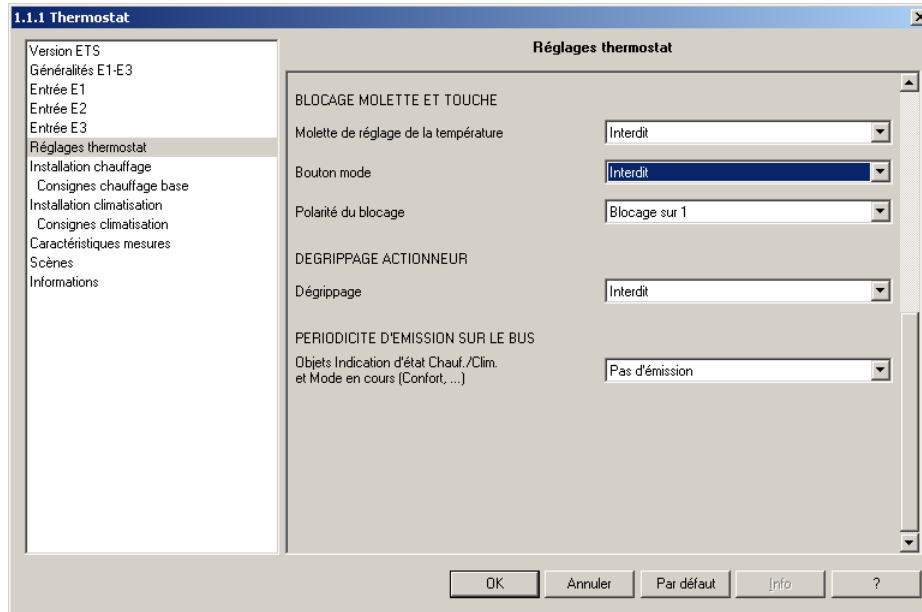 1.1.1 Thermostat
Version ETS
Généralités E1-E3
Entrée E1
Entrée E2
Entrée E3
Réglages thermostat
Installation chauffage
Consignes chauffage base
Installation climatisation
Consignes climatisation
Caractéristiques mesures
Scènes
Informations
Réglages thermostat
BLOCAGE MOLETTE ET TOUCHE
Molette de réglage de la température
Interdit
Bouton mode
Interdit
Polarité du blocage
Blocage sur 1
DEGRIPPAGE ACTIONNEUR
Dégrippage
Interdit
PERIODICITE D'EMISSION SUR LE BUS
Objets Indication d'état Chauf./Clim.
et Mode en cours (Confort, ...)
Pas d'émission
OK
Annuler
Par défaut
Info
?